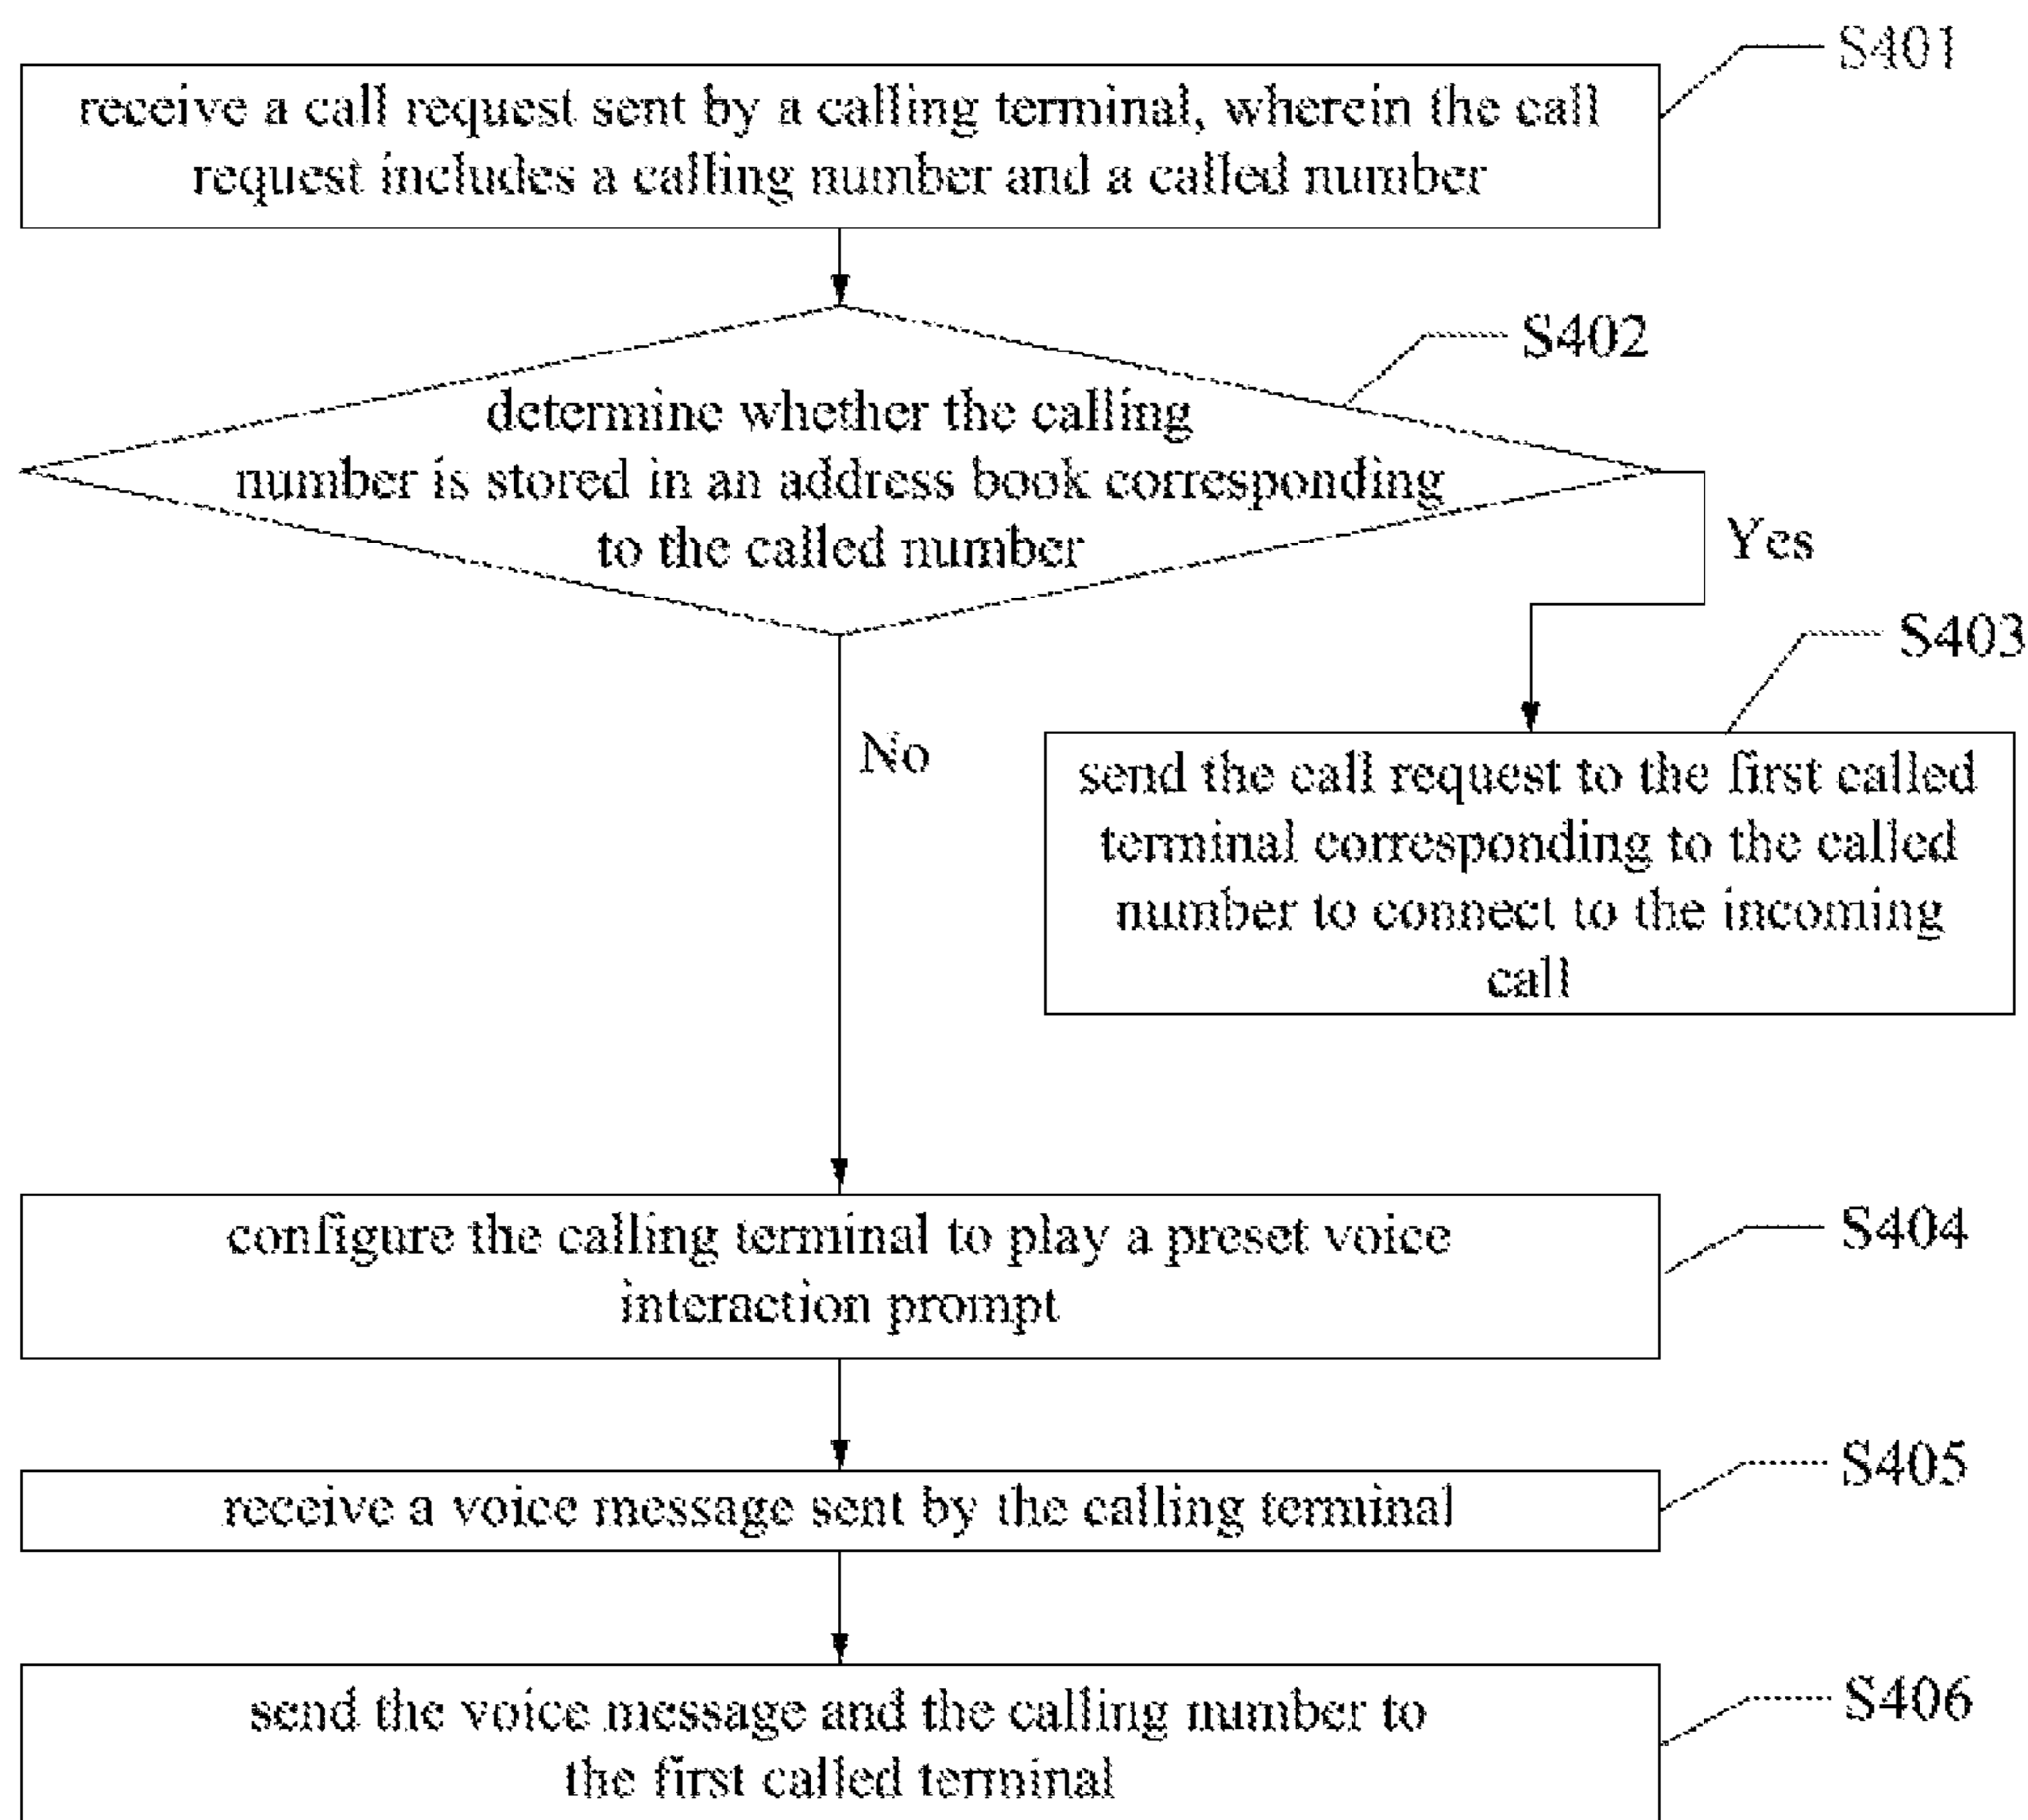 S401
receive a call request sent by a calling terminal, wherein the call
request includes a calling number and a called number
S402
determine whether the calling
number is stored in an address book corresponding
to the called number
Yes
S403
No
send the call request to the first called
terminal corresponding to the called
number to connect to the incoming
call
S404
configure the calling terminal to play a preset voice
interaction prompt
S405
receive a voice message sent by the calling terminal
S406
send the voice message and the calling number to
the first called terminal